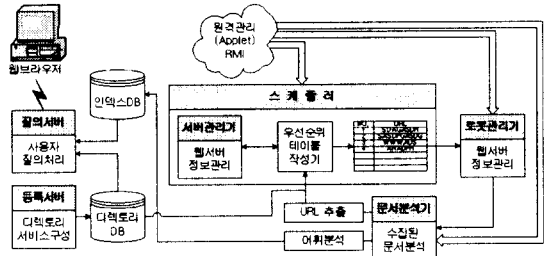 원격관리
(Applet)
RMI
웹브라우저
인덱스DB
질의서버
사용자
질의처리
등록서버
디렉토리
서비스구성
디렉토리
DB
스케쥴러
서버관리기
웹서버
정보관리
우선순위
테이블
작성기
URL
로봇관리기
웹서버
정보관리
URL 추출
어휘분석
문서분석기
수집된
문서분석